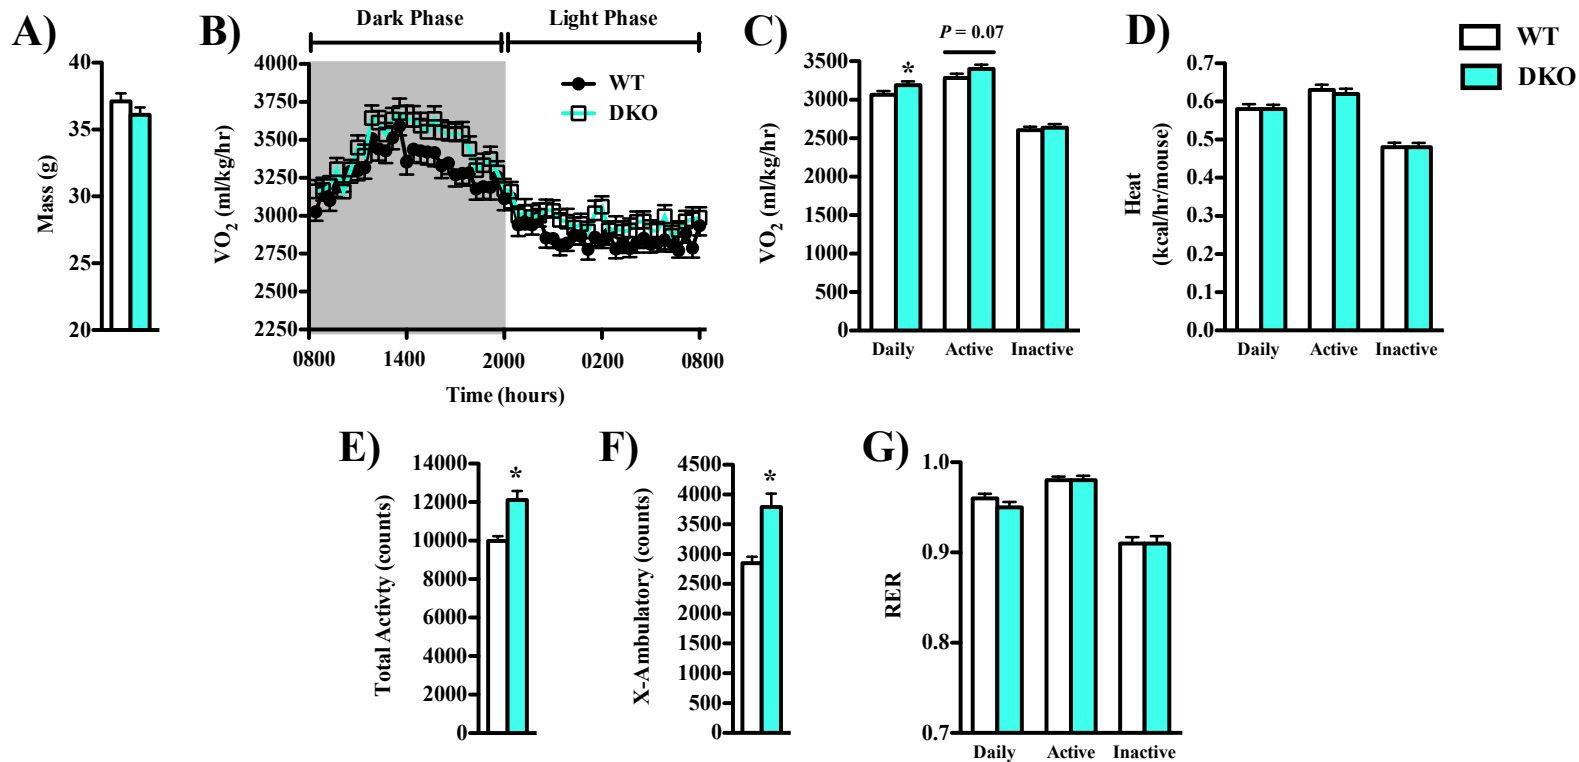 A)
Mass (g)
40
35
30
25
20
B)
Dark Phase
Light Phase
VO2 (ml/kg/hr)
4000
3750
3500
3250
3000
2750
2500
2250
WT
DKO
0800
1400
2000
0200
0800
Time (hours)
C)
P = 0.07
*
VO2 (ml/kg/hr)
3500
3000
2500
2000
1500
1000
500
0
Daily
Active
Inactive
D)
Heat
(kcal/hr/mouse)
0.7
0.6
0.5
0.4
0.3
0.2
0.1
0.0
Daily
Active
Inactive
WT
DKO
E)
Total Activty (counts)
14000
12000
10000
8000
6000
4000
2000
0
*
F)
X-Ambulatory (counts)
4500
4000
3500
3000
2500
2000
1500
1000
500
0
*
G)
RER
1.0
0.9
0.8
0.7
Daily
Active
Inactive